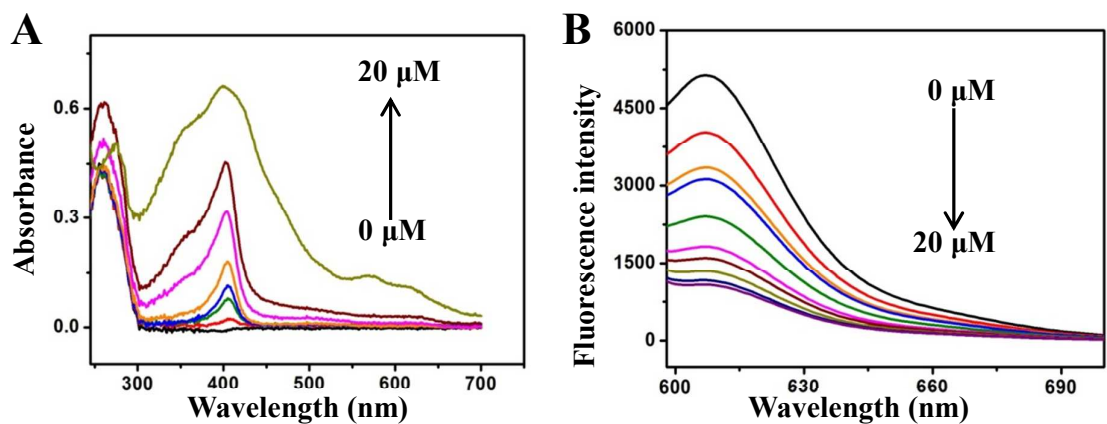 A
Absorbance
0.6
0.3
0.0
20 μM
0 μM
300 400 500 600 700
Wavelength (nm)
B
Fluorescence intensity
6000
4500
3000
1500
0
0 μM
20 μM
600 630 660 690
Wavelength (nm)